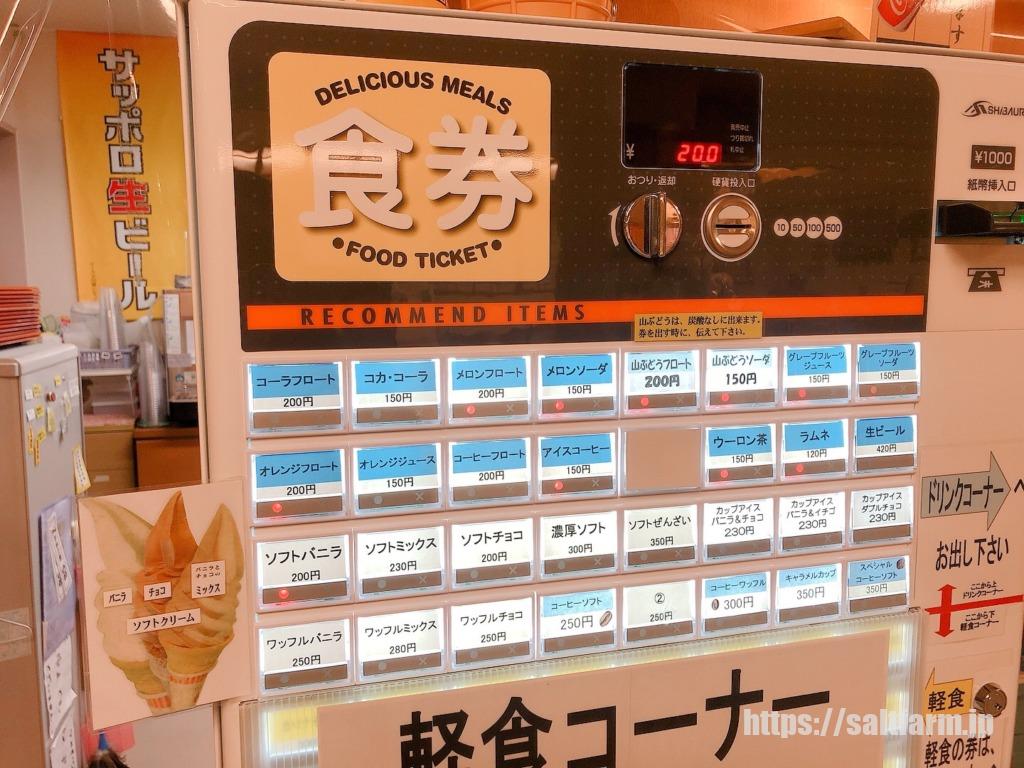 サッポロ生ビール
DELICIOUS MEALS
食券
•FOOD TICKET•
RECOMMEND ITEMS
¥ 200
おつり・返却
硬貨投入口
10 50 100 500
SHIBAUR
¥1000
紙幣挿入口
山ぶどうは、炭酸なしに出来ます。
券を出す時に、伝えて下さい。
コーラフロート
200円
コカ・コーラ
150円
メロンフロート
200円
メロンソーダ
150円
山ぶどうフロート
200円
山ぶどうソーダ
150円
グレープフルーツ
ジュース
150円
グレープフルーツ
ソーダ
150円
オレンジフロート
200円
オレンジジュース
150円
コーヒーフロート
200円
アイスコーヒー
150円
ウーロン茶
150円
ラムネ
120円
生ビール
420円
ソフトバニラ
200円
ソフトミックス
230円
ソフトチョコ
200円
濃厚ソフト
300円
ソフトぜんざい
350円
カップアイス
バニラ&チョコ
230円
カップアイス
バニラ&イチゴ
230円
カップアイス
ダブルチョコ
230円
ワッフルバニラ
250円
ワッフルミックス
280円
ワッフルチョコ
250円
コーヒーソフト
250円
②
250円
コーヒーワッフル
300円
キャラメルカップ
350円
スペシャル
コーヒーソフト
350円
バニラ
チョコ
バニラと
チョコの
ミックス
ソフトクリーム
ドリンクコーナーへ
お出し下さい
ここから上
ドリンクコーナー
ここから下
軽食コーナー
軽食
軽食の券は、
軽食コーナー
https://sakifarm.jp